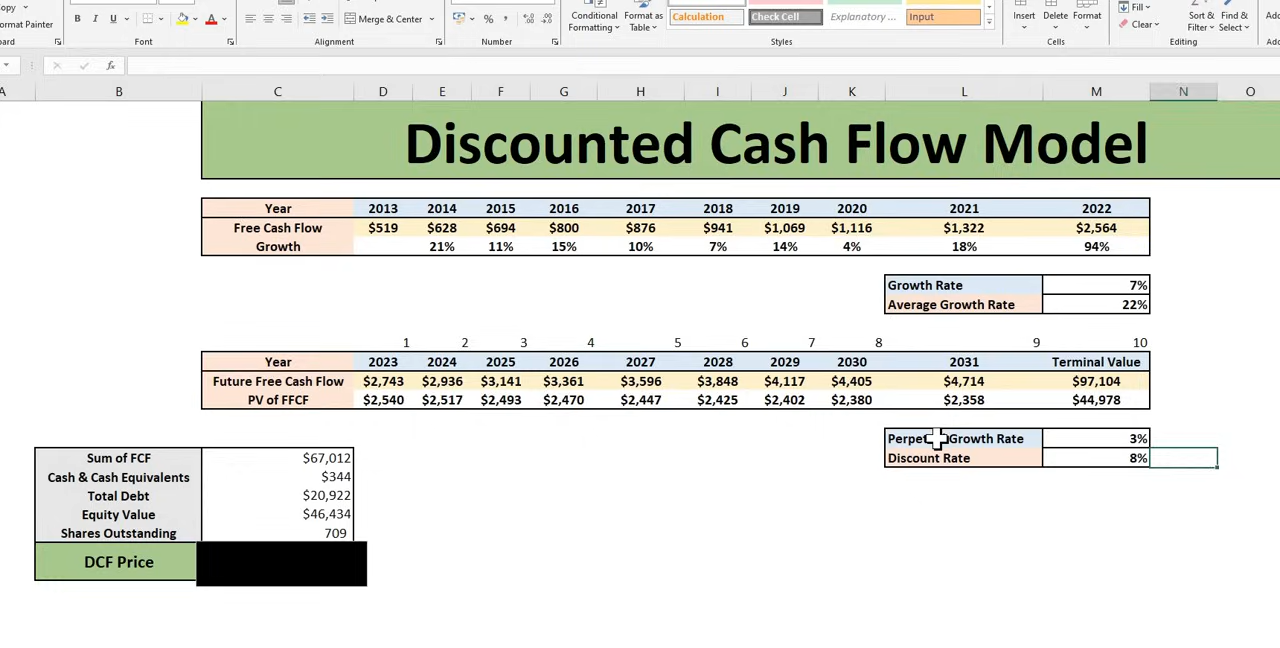 Copy
Format Painter
B I U A
Merge & Center
% ,
Conditional Formatting
Format as Table
Calculation
Check Cell
Explanary ...
Input
Insert Delete Format
Fill
Clear
Sort & Filter
Find & Select
Font Alignment Number Styles Cells Editing
fx
A B C D E F G H I J K L M N O
Discounted Cash Flow Model
Year 2013 2014 2015 2016 2017 2018 2019 2020 2021 2022
Free Cash Flow $519 $628 $694 $800 $876 $941 $1,069 $1,116 $1,322 $2,564
Growth 21% 11% 15% 10% 7% 14% 4% 18% 94%
Growth Rate 7%
Average Growth Rate 22%
1 2 3 4 5 6 7 8 9 10
Year 2023 2024 2025 2026 2027 2028 2029 2030 2031 Terminal Value
Future Free Cash Flow $2,743 $2,936 $3,141 $3,361 $3,596 $3,848 $4,117 $4,405 $4,714 $97,104
PV of FFCF $2,540 $2,517 $2,493 $2,470 $2,447 $2,425 $2,402 $2,380 $2,358 $44,978
Growth Rate 3%
Discount Rate 8%
Sum of FCF $67,012
Cash & Cash Equivalents $344
Total Debt $20,922
Equity Value $46,434
Shares Outstanding 709
DCF Price